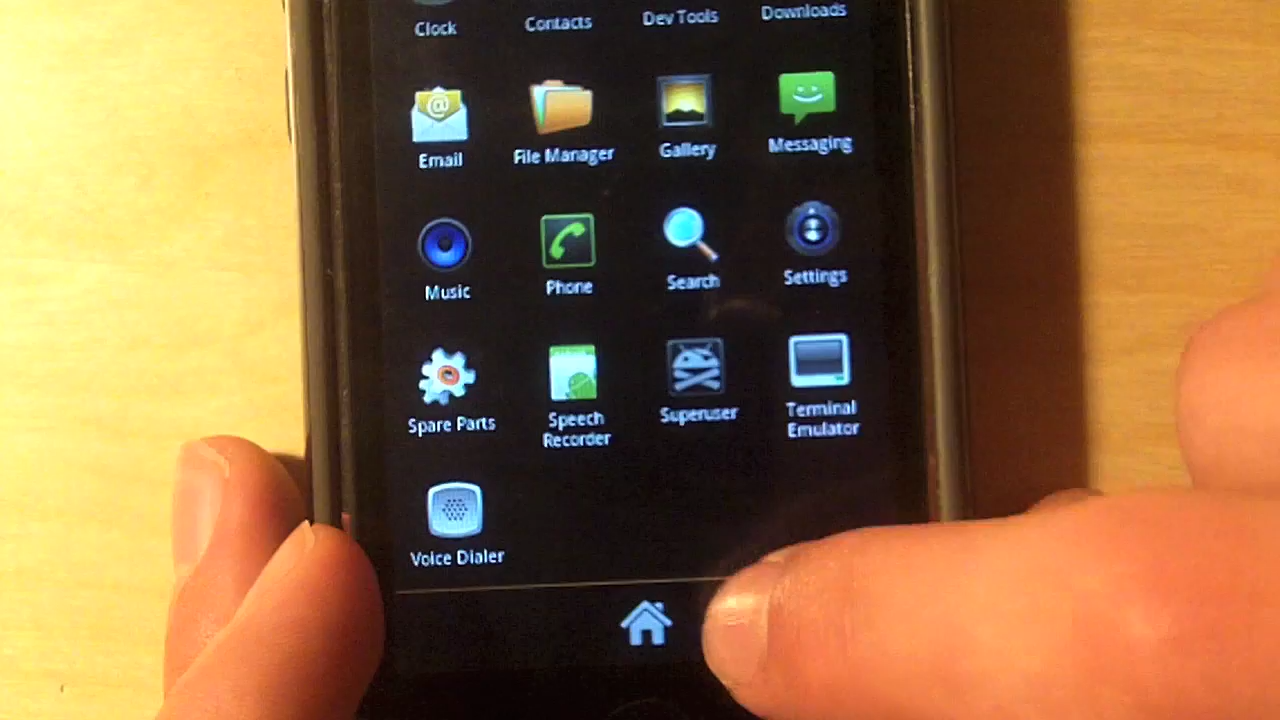 Clock Contacts Dev Tools Downloads
@
Email File Manager Gallery Messaging
Music Phone Search Settings
Spare Parts Speech Recorder Superuser Terminal Emulator
Voice Dialer